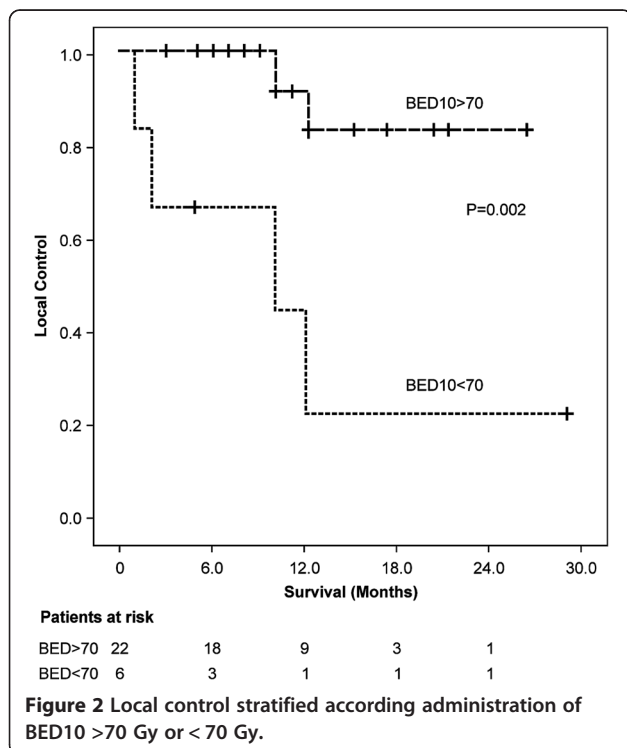 1.0
0.8
0.6
0.4
0.2
0.0
Local Control
BED10>70
P=0.002
BED10<70
0 6.0 12.0 18.0 24.0 30.0
Survival (Months)
Patients at risk
BED>70 22 18 9 3 1
BED<70 6 3 1 1 1
Figure 2 Local control stratified according administration of
BED10 >70 Gy or < 70 Gy.